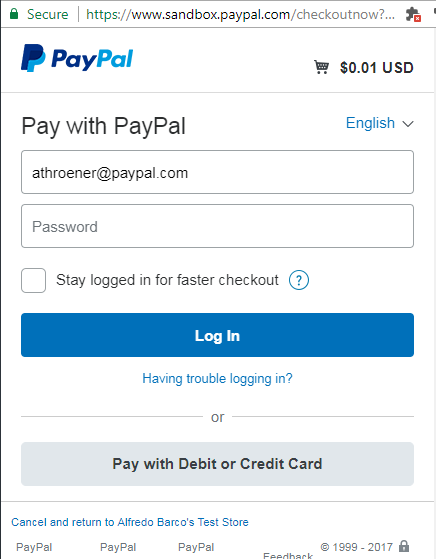 Secure https://www.sandbox.paypal.com/checkoutnow?...
PayPal
$0.01 USD
Pay with PayPal
English
athroener@paypal.com
Password
Stay logged in for faster checkout ?
Log In
Having trouble logging in?
or
Pay with Debit or Credit Card
Cancel and return to Alfredo Barco's Test Store
PayPal PayPal PayPal Feedback © 1999 - 2017